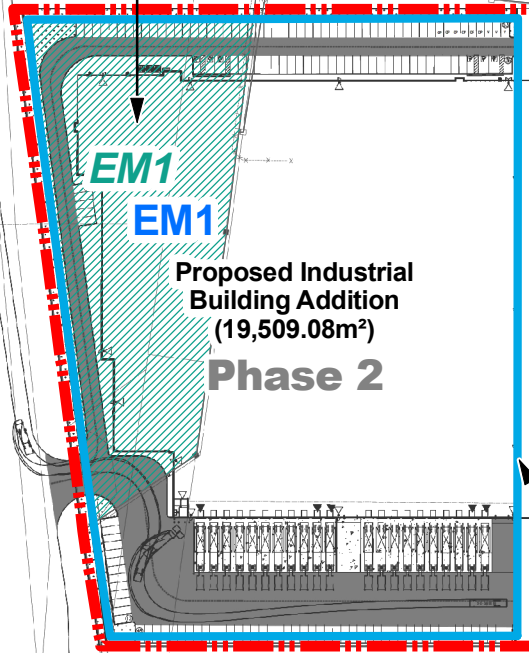 EM1
EM1
Proposed Industrial
Building Addition
(19,509.08m²)
Phase 2